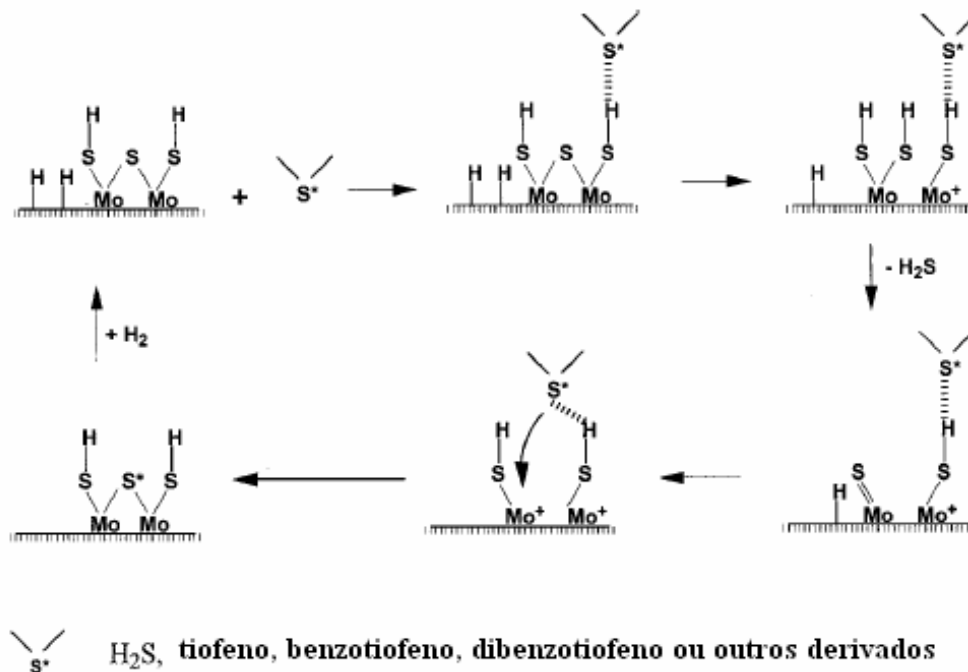 H H S* S*
H H S S S + S* H H S S S H H H S S S
H H Mo Mo H H Mo Mo H Mo Mo+
- H₂S
+ H₂
S* S*
H H H H H
S S* S S S S S
Mo Mo Mo+ Mo+ H Mo Mo+
S* H₂S, tiofeno, benzotiofeno, dibenzotiofeno ou outros derivados